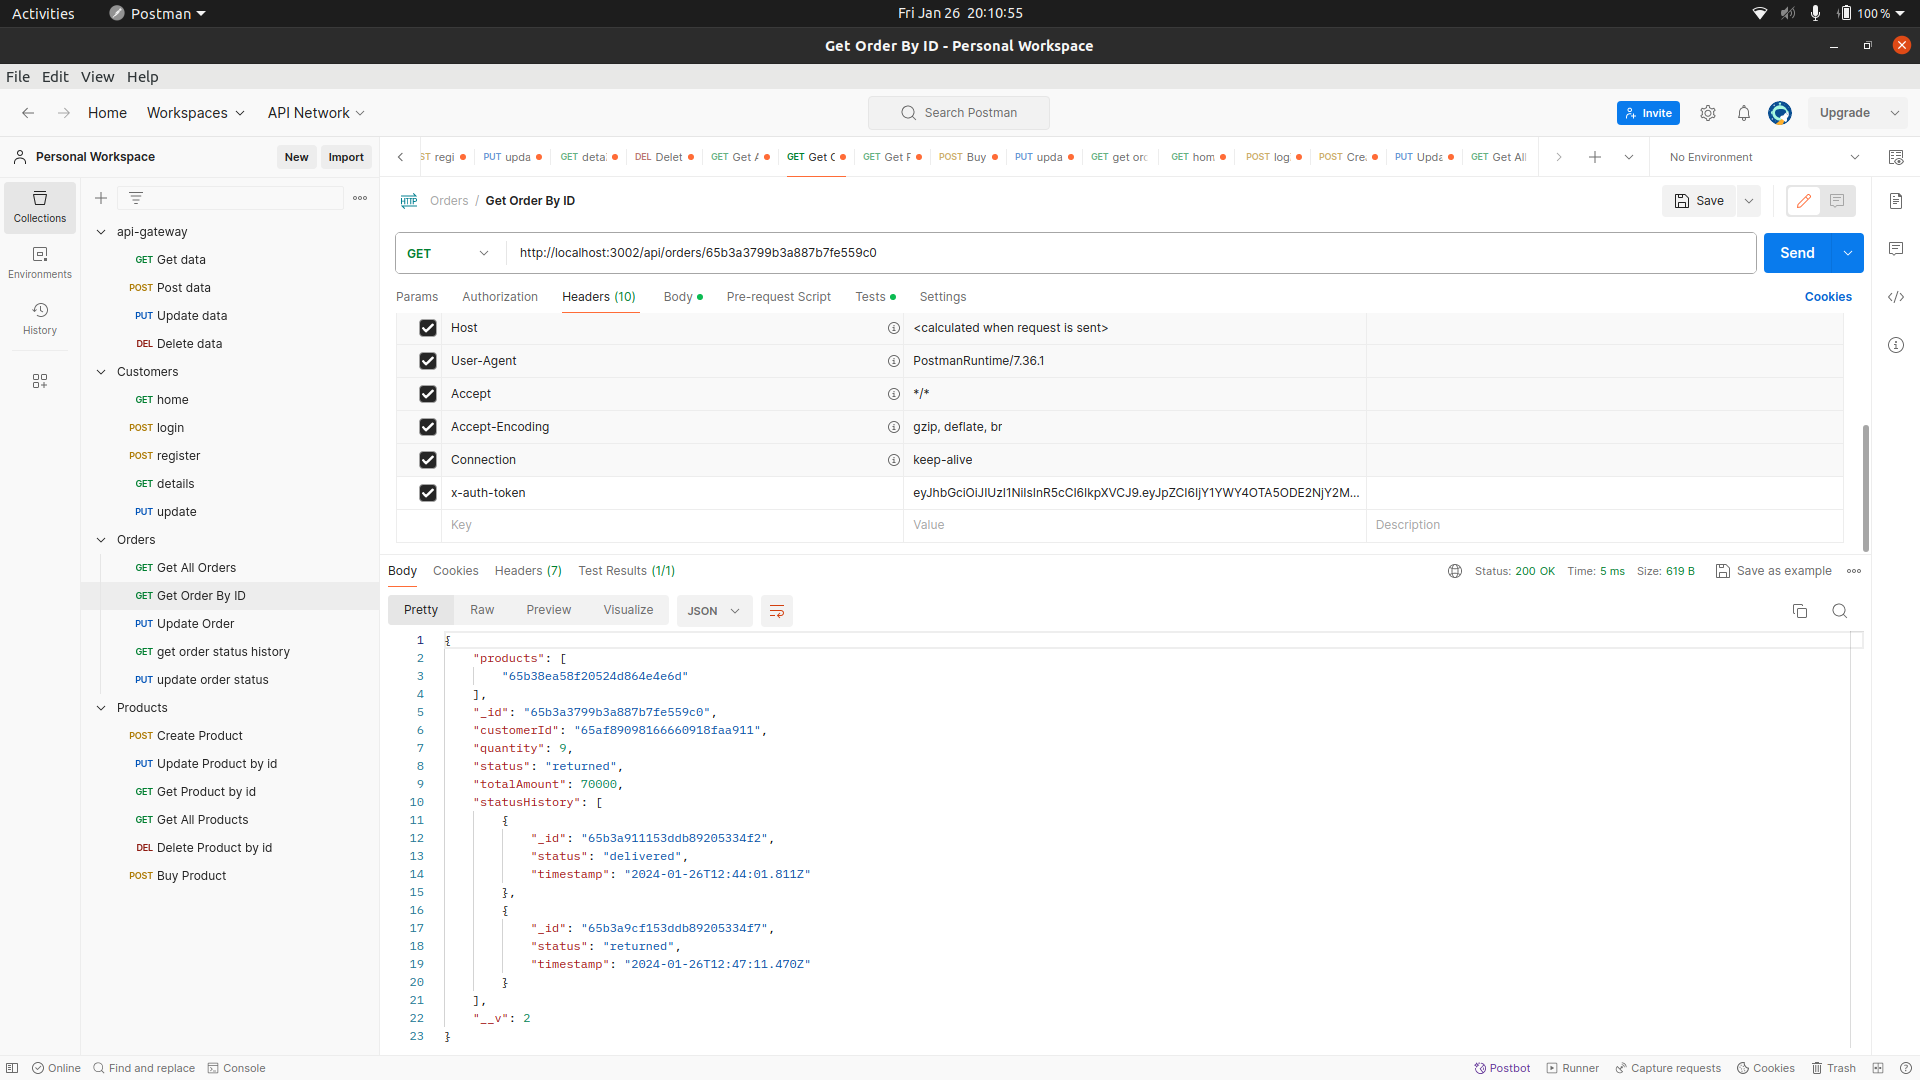 Activities
Postman
Fri Jan 26 20:10:55
100 %
Get Order By ID - Personal Workspace
File Edit View Help
Home Workspaces API Network
Search Postman
Invite
Upgrade
Personal Workspace
New
Import
regi
PUT upda
GET deta
DEL Delet
GET Get
GET Get
GET Get
POST Buy
PUT upda
GET get or
GET hom
POST log
POST Cre
PUT Upda
GET Get All
No Environment
Collections
Environments
History
api-gateway
GET Get data
POST Post data
PUT Update data
DEL Delete data
Customers
GET home
POST login
POST register
GET details
PUT update
Orders
GET Get All Orders
GET Get Order By ID
PUT Update Order
GET get order status history
PUT update order status
Products
POST Create Product
PUT Update Product by id
GET Get Product by id
GET Get All Products
DEL Delete Product by id
POST Buy Product
HTTP Orders / Get Order By ID
Save
GET http://localhost:3002/api/orders/65b3a3799b3a887b7fe559c0
Send
Params Authorization Headers (10) Body Pre-request Script Tests Settings
Cookies
Host <calculated when request is sent>
User-Agent PostmanRuntime/7.36.1
Accept */*
Accept-Encoding gzip, deflate, br
Connection keep-alive
x-auth-token
Key Value Description
Body Cookies Headers (7) Test Results (1/1)
Status: 200 OK Time: 5 ms Size: 619 B Save as example
Pretty Raw Preview Visualize JSON
1 {
2 "products": [
3 "65b38ea58f20524d864e4e6d"
4 ],
5 "_id": "65b3a3799b3a887b7fe559c0",
6 "customerId": "65af89098166660918faa911",
7 "quantity": 9,
8 "status": "returned",
9 "totalAmount": 70000,
10 "statusHistory": [
11 {
12 "_id": "65b3a911153ddb89205334f2",
13 "status": "delivered",
14 "timestamp": "2024-01-26T12:44:01.811Z"
15 },
16 {
17 "_id": "65b3a9cf153ddb89205334f7",
18 "status": "returned",
19 "timestamp": "2024-01-26T12:47:11.470Z"
20 }
21 ],
22 "__v": 2
23 }
Online Find and replace Console
Postbot Runner Capture requests Cookies Trash